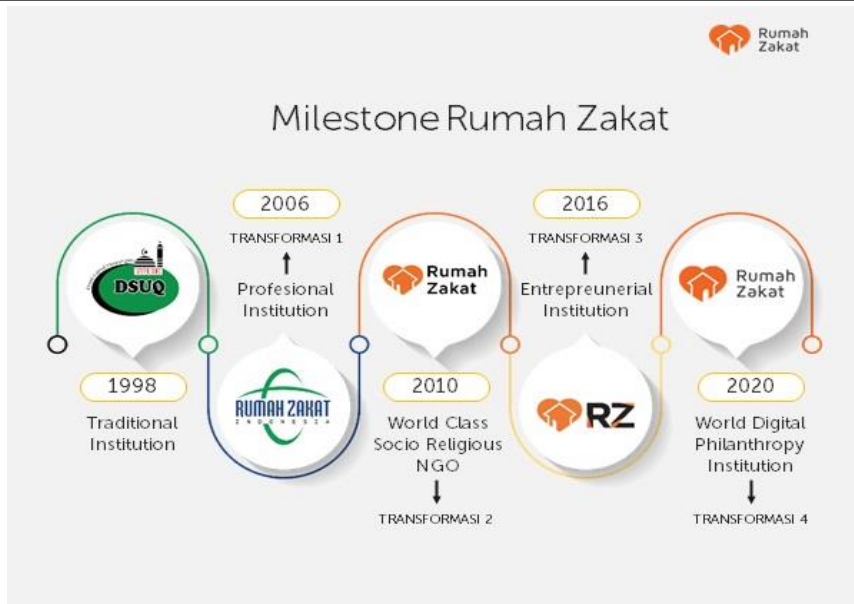 Rumah
Zakat
Milestone Rumah Zakat
DSUQ
1998
Traditional
Institution
2006
TRANSFORMASI 1
Profesional
Institution
RUMAH ZAKAT
INDONESIA
Rumah
Zakat
2010
World Class
Socio Religious
NGO
TRANSFORMASI 2
2016
TRANSFORMASI 3
Entrepreunerial
Institution
RZ
Rumah
Zakat
2020
World Digital
Philanthropy
Institution
TRANSFORMASI 4